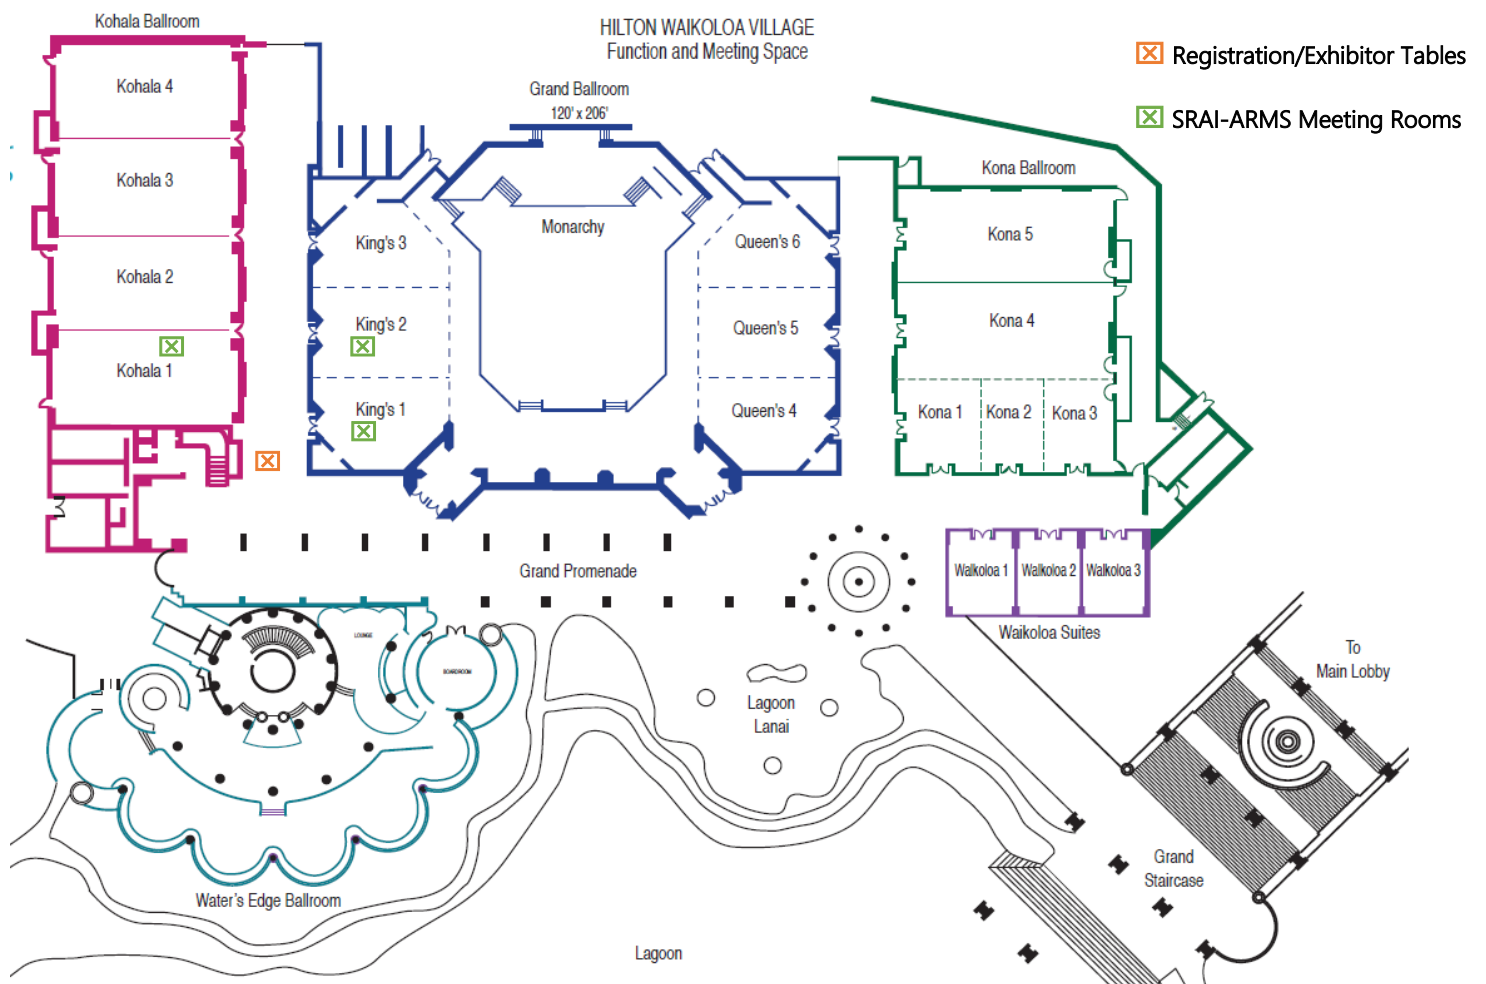 Kohala Ballroom
HILTON WAIKOLOA VILLAGE
Function and Meeting Space
Registration/Exhibitor Tables
SRAI-ARMS Meeting Rooms
Grand Ballroom
120' x 206'
Kona Ballroom
Kohala 4
Kohala 3
Kohala 2
Kohala 1
King's 3
King's 2
King's 1
Monarchy
Queen's 6
Queen's 5
Queen's 4
Kona 5
Kona 4
Kona 1
Kona 2
Kona 3
Grand Promenade
Waikoloa 1
Waikoloa 2
Waikoloa 3
Waikoloa Suites
LOUNGE
BOARDROOM
To
Main Lobby
Lagoon
Lanai
Grand
Staircase
Water's Edge Ballroom
Lagoon